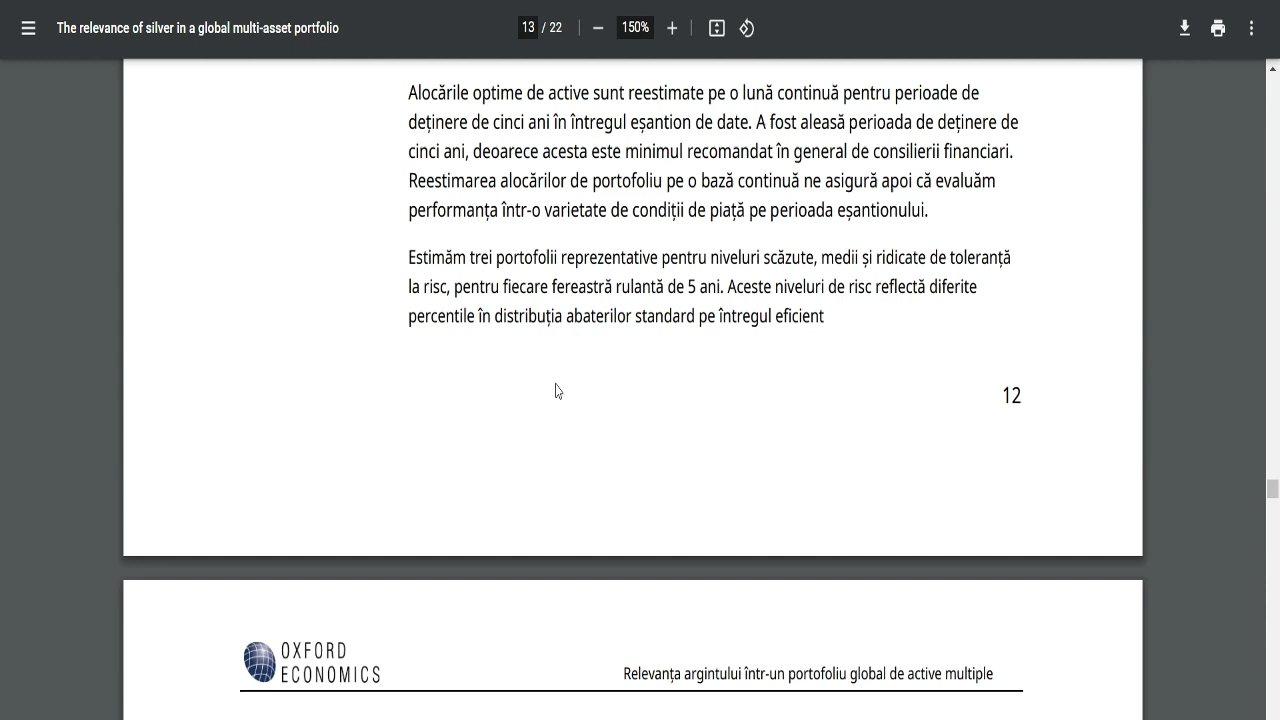 The relevance of silver in a global multi-asset portfolio
13 / 22
150%
Alocările optime de active sunt reestimate pe o lună continuă pentru perioade de
deținere de cinci ani în întregul eșantion de date. A fost aleasă perioada de deținere de
cinci ani, deoarece acesta este minimul recomandat în general de consilierii financiari.
Reestimarea alocărilor de portofoliu pe o bază continuă ne asigură apoi că evaluăm
performanța într-o varietate de condiții de piață pe perioada eșantionului.
Estimăm trei portofolii reprezentative pentru niveluri scăzute, medii și ridicate de toleranță
la risc, pentru fiecare fereastră rulantă de 5 ani. Aceste niveluri de risc reflectă diferite
percentile în distribuția abaterilor standard pe întregul eficient
12
OXFORD
ECONOMICS
Relevanța argintului într-un portofoliu global de active multiple